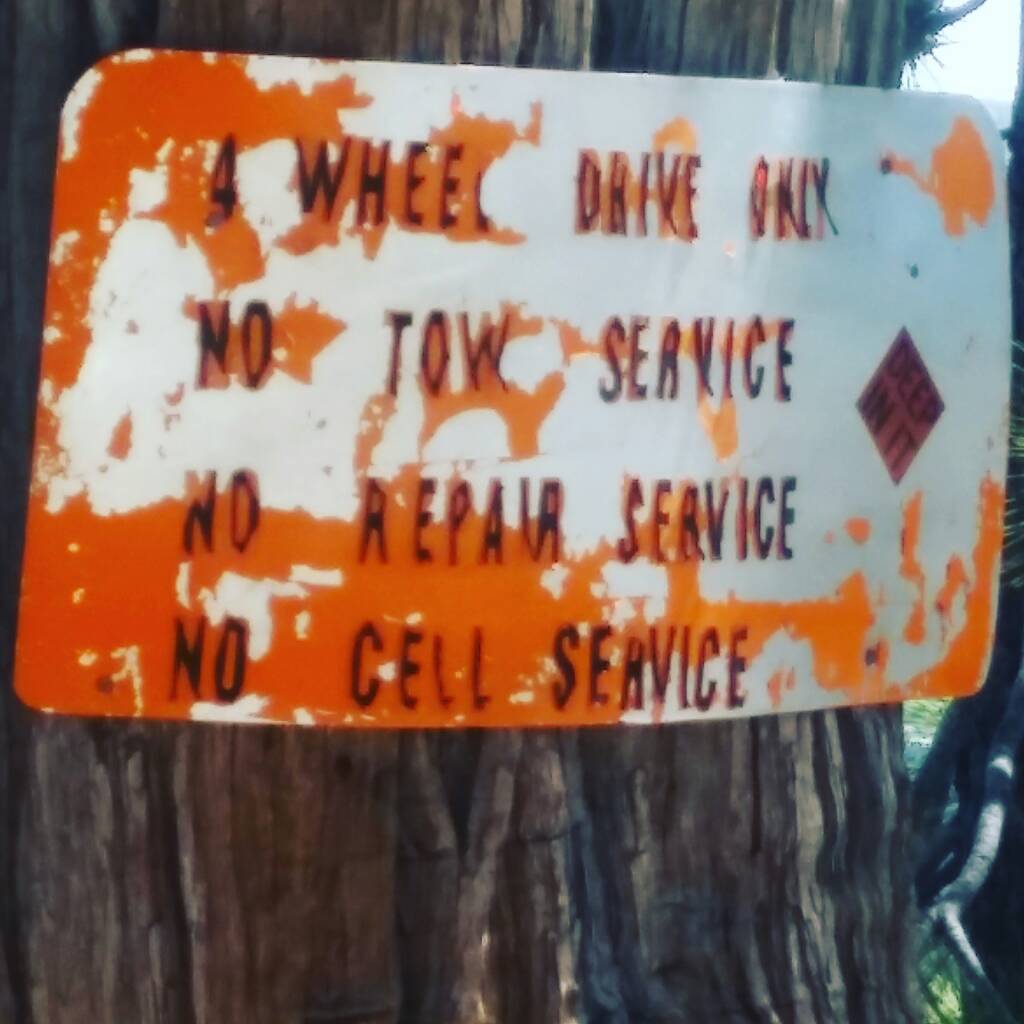 4 WHEEL DRIVE ONLY
NO TOW SERVICE
NO REPAIR SERVICE
NO CELL SERVICE